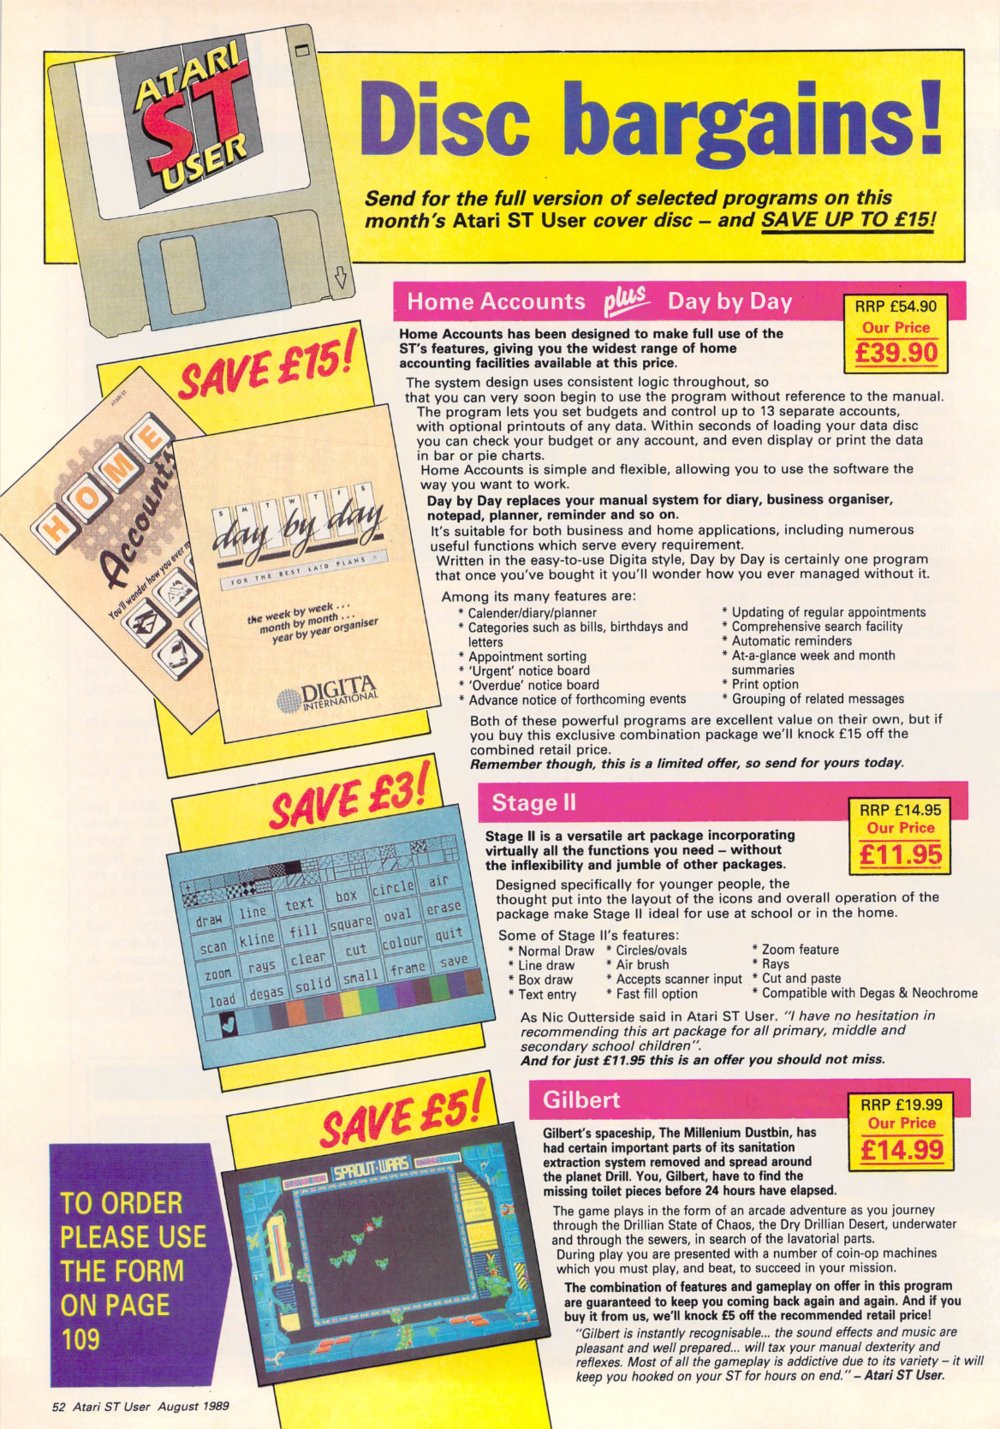 ATARI
ST
USER
Disc bargains!
Send for the full version of selected programs on this
month's Atari ST User cover disc – and SAVE UP TO £15!
Home Accounts plus Day by Day
RRP £54.90
Our Price
£39.90
Home Accounts has been designed to make full use of the
ST's features, giving you the widest range of home
accounting facilities available at this price.
The system design uses consistent logic throughout, so
that you can very soon begin to use the program without reference to the manual.
The program lets you set budgets and control up to 13 separate accounts,
with optional printouts of any data. Within seconds of loading your data disc
you can check your budget or any account, and even display or print the data
in bar or pie charts.
Home Accounts is simple and flexible, allowing you to use the software the
way you want to work.
Day by Day replaces your manual system for diary, business organiser,
notepad, planner, reminder and so on.
It's suitable for both business and home applications, including numerous
useful functions which serve every requirement.
Written in the easy-to-use Digita style, Day by Day is certainly one program
that once you've bought it you'll wonder how you ever managed without it.
Among its many features are:
* Calender/diary/planner
* Categories such as bills, birthdays and
letters
* Appointment sorting
* 'Urgent' notice board
* 'Overdue' notice board
* Advance notice of forthcoming events
* Updating of regular appointments
* Comprehensive search facility
* Automatic reminders
* At-a-glance week and month
summaries
* Print option
* Grouping of related messages
Both of these powerful programs are excellent value on their own, but if
you buy this exclusive combination package we'll knock £15 off the
combined retail price.
Remember though, this is a limited offer, so send for yours today.
SAVE £15!
ATARI ST
HOME
Accounts
You'll wonder how you ever m
S M T W T F S
day by day
FOR THE BEST LAID PLANS
the week by week . . .
month by month . . .
year by year organiser
DIGITA
INTERNATIONAL
SAVE £3!
draw line text box circle air
scan kline fill square oval erase
zoom rays clear cut colour quit
load degas solid small frame save
Stage II
RRP £14.95
Our Price
£11.95
Stage II is a versatile art package incorporating
virtually all the functions you need – without
the inflexibility and jumble of other packages.
Designed specifically for younger people, the
thought put into the layout of the icons and overall operation of the
package make Stage II ideal for use at school or in the home.
Some of Stage II's features:
* Normal Draw
* Line draw
* Box draw
* Text entry
* Circles/ovals
* Air brush
* Accepts scanner input
* Fast fill option
* Zoom feature
* Rays
* Cut and paste
* Compatible with Degas & Neochrome
As Nic Outterside said in Atari ST User. "I have no hesitation in
recommending this art package for all primary, middle and
secondary school children".
And for just £11.95 this is an offer you should not miss.
SAVE £5!
SPROUT WARS
Gilbert
RRP £19.99
Our Price
£14.99
Gilbert's spaceship, The Millenium Dustbin, has
had certain important parts of its sanitation
extraction system removed and spread around
the planet Drill. You, Gilbert, have to find the
missing toilet pieces before 24 hours have elapsed.
The game plays in the form of an arcade adventure as you journey
through the Drillian State of Chaos, the Dry Drillian Desert, underwater
and through the sewers, in search of the lavatorial parts.
During play you are presented with a number of coin-op machines
which you must play, and beat, to succeed in your mission.
The combination of features and gameplay on offer in this program
are guaranteed to keep you coming back again and again. And if you
buy it from us, we'll knock £5 off the recommended retail price!
"Gilbert is instantly recognisable... the sound effects and music are
pleasant and well prepared... will tax your manual dexterity and
reflexes. Most of all the gameplay is addictive due to its variety – it will
keep you hooked on your ST for hours on end." – Atari ST User.
TO ORDER
PLEASE USE
THE FORM
ON PAGE
109
52 Atari ST User August 1989